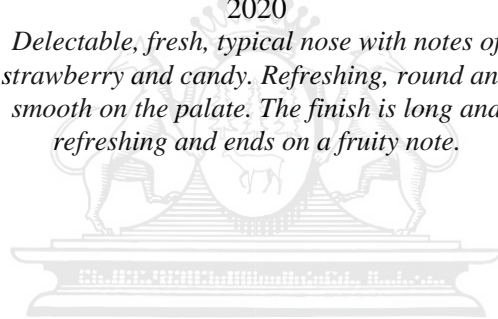 2020
Delectable, fresh, typical nose with notes of
strawberry and candy. Refreshing, round an
smooth on the palate. The finish is long and
refreshing and ends on a fruity note.